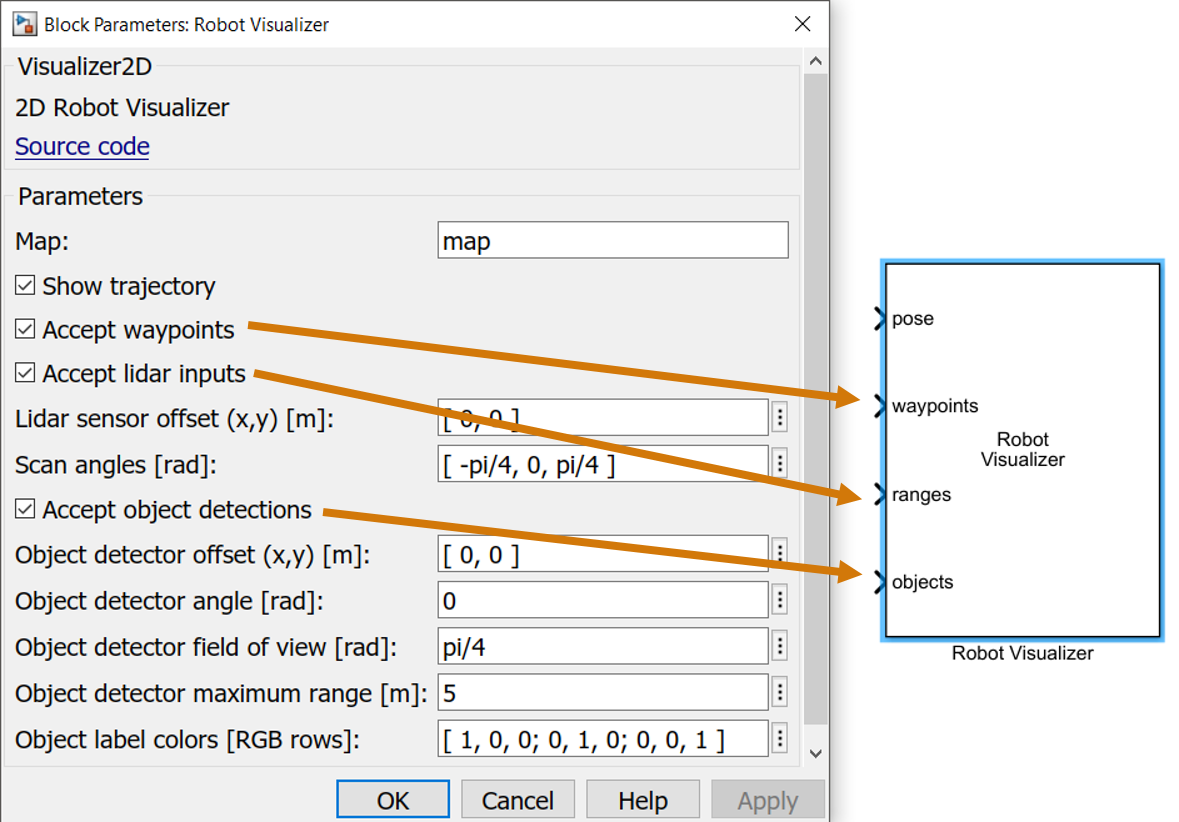 Block Parameters: Robot Visualizer
Visualizer2D
2D Robot Visualizer
Source code
Parameters
Map: map
Show trajectory
Accept waypoints
Accept lidar inputs
Lidar sensor offset (x,y) [m]: [ 0, 0 ]
Scan angles [rad]: [ -pi/4, 0, pi/4 ]
Accept object detections
Object detector offset (x,y) [m]: [ 0, 0 ]
Object detector angle [rad]: 0
Object detector field of view [rad]: pi/4
Object detector maximum range [m]: 5
Object label colors [RGB rows]: [ 1, 0, 0; 0, 1, 0; 0, 0, 1 ]
OK Cancel Help Apply
pose
waypoints
Robot
Visualizer
ranges
objects
Robot Visualizer